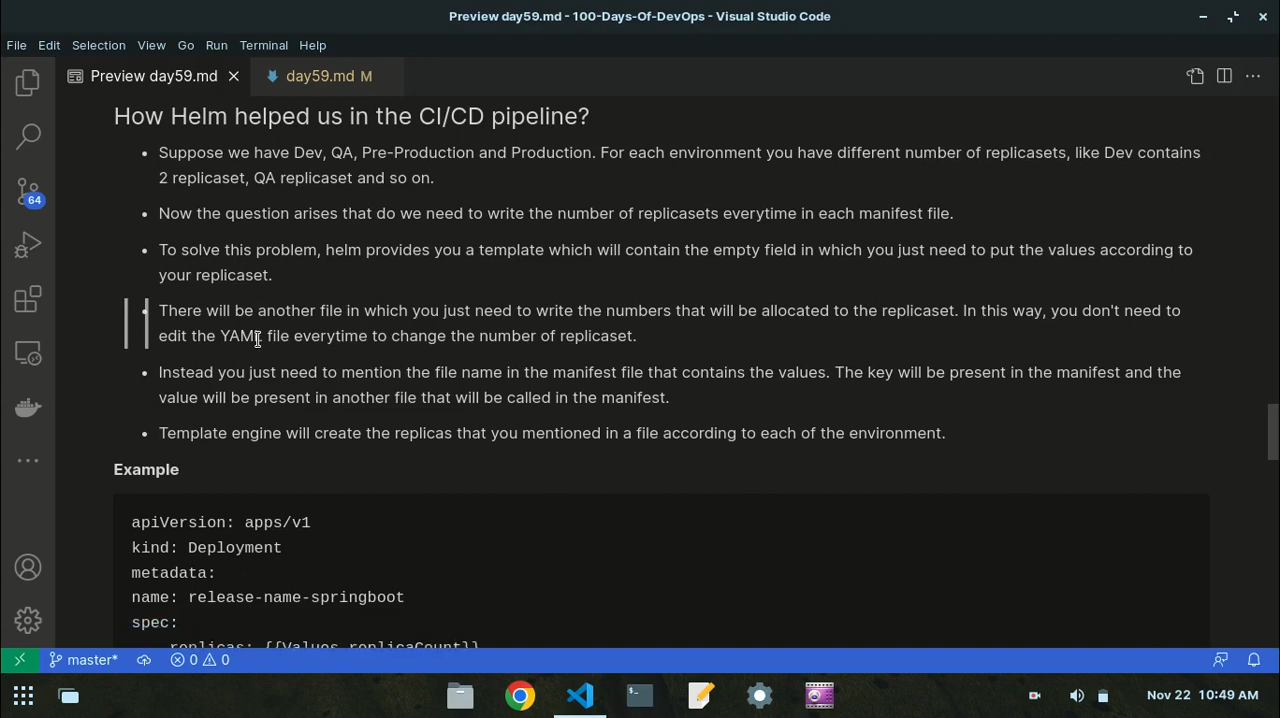 Preview day59.md - 100-Days-Of-DevOps - Visual Studio Code
File Edit Selection View Go Run Terminal Help
Preview day59.md day59.md M
How Helm helped us in the CI/CD pipeline?
• Suppose we have Dev, QA, Pre-Production and Production. For each environment you have different number of replicasets, like Dev contains
2 replicaset, QA replicaset and so on.
• Now the question arises that do we need to write the number of replicasets everytime in each manifest file.
• To solve this problem, helm provides you a template which will contain the empty field in which you just need to put the values according to
your replicaset.
• There will be another file in which you just need to write the numbers that will be allocated to the replicaset. In this way, you don't need to
edit the YAML file everytime to change the number of replicaset.
• Instead you just need to mention the file name in the manifest file that contains the values. The key will be present in the manifest and the
value will be present in another file that will be called in the manifest.
• Template engine will create the replicas that you mentioned in a file according to each of the environment.
Example
apiVersion: apps/v1
kind: Deployment
metadata:
name: release-name-springboot
spec:
replicas: {{Values.replicaCount}}
64
master* 0 0
Nov 22 10:49 AM